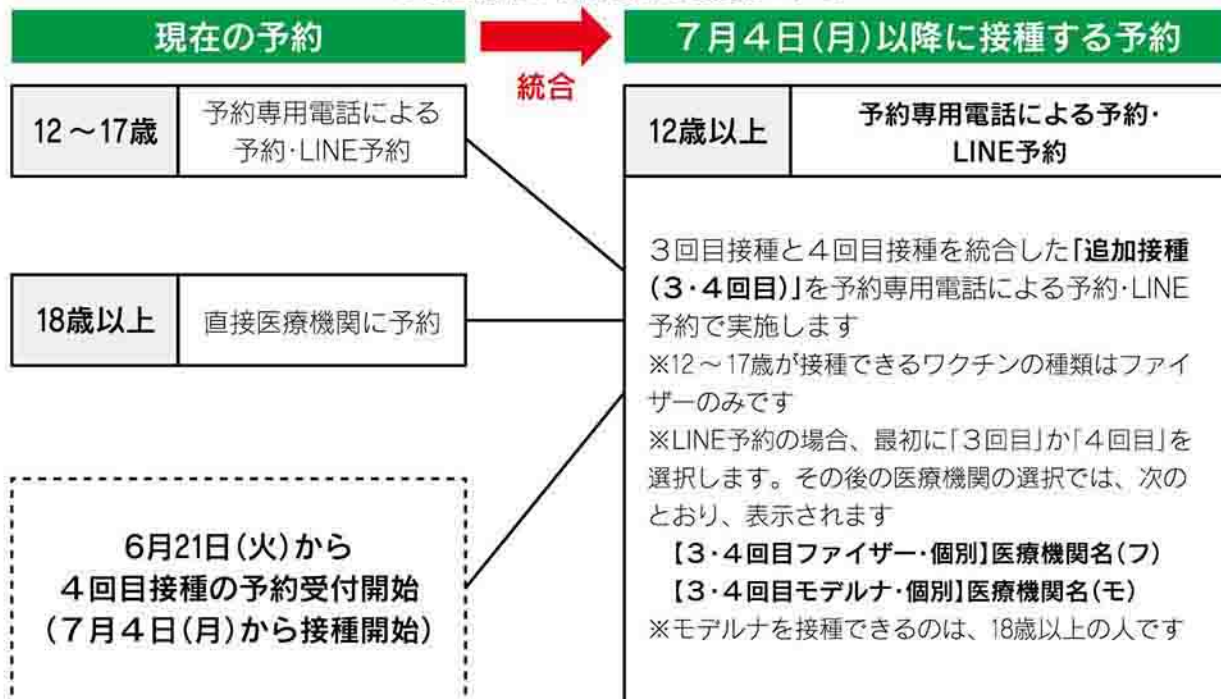 現在の予約
統合
7月4日(月)以降に接種する予約
12～17歳
予約専用電話による
予約･LINE予約
18歳以上
直接医療機関に予約
6月21日(火)から
4回目接種の予約受付開始
(7月4日(月)から接種開始)
12歳以上
予約専用電話による予約･
LINE予約
3回目接種と4回目接種を統合した｢追加接種
(3･4回目)｣を予約専用電話による予約･LINE
予約で実施します
※12～17歳が接種できるワクチンの種類はファイ
ザーのみです
※LINE予約の場合、最初に｢3回目｣か｢4回目｣を
選択します。その後の医療機関の選択では、次の
とおり、表示されます
【3･4回目ファイザー･個別】医療機関名(フ)
【3･4回目モデルナ･個別】医療機関名(モ)
※モデルナを接種できるのは、18歳以上の人です